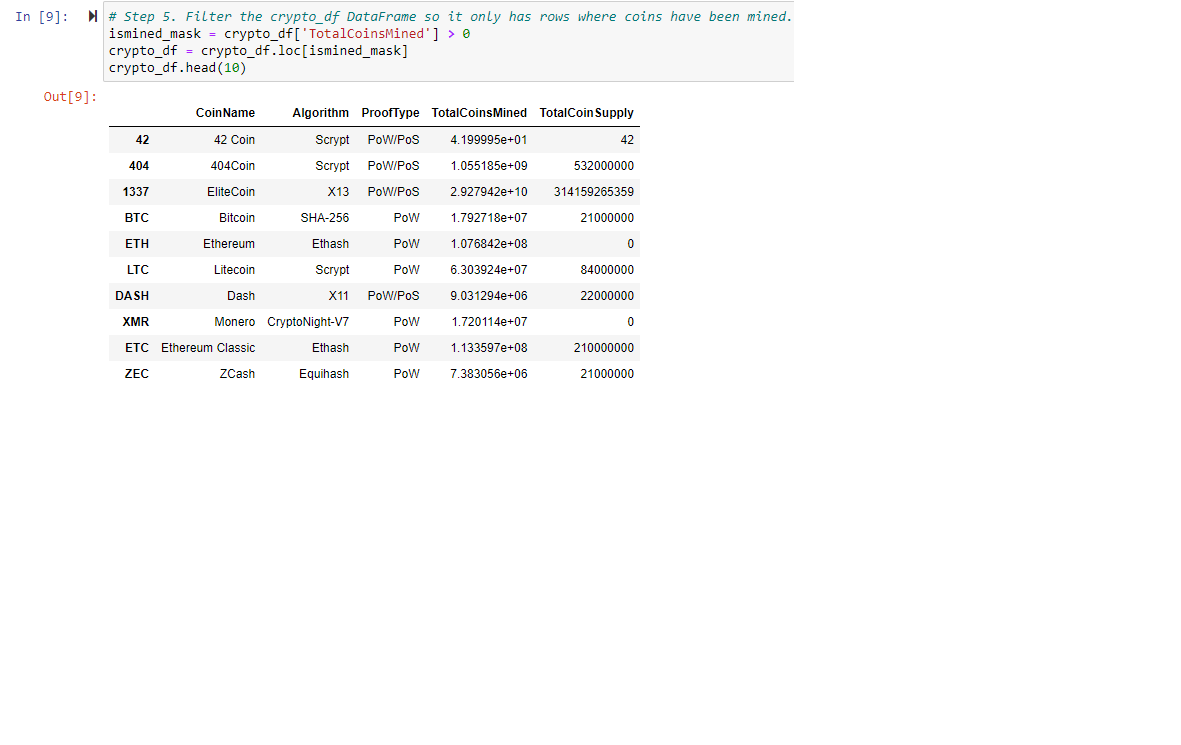 In [9]: # Step 5. Filter the crypto_df DataFrame so it only has rows where coins have been mined.
ismined_mask = crypto_df['TotalCoinsMined'] > 0
crypto_df = crypto_df.loc[ismined_mask]
crypto_df.head(10)
Out[9]:
CoinName Algorithm ProofType TotalCoinsMined TotalCoinSupply
42 42 Coin Scrypt PoW/PoS 4.199995e+01 42
404 404Coin Scrypt PoW/PoS 1.055185e+09 532000000
1337 EliteCoin X13 PoW/PoS 2.927942e+10 314159265359
BTC Bitcoin SHA-256 PoW 1.792718e+07 21000000
ETH Ethereum Ethash PoW 1.076842e+08 0
LTC Litecoin Scrypt PoW 6.303924e+07 84000000
DASH Dash X11 PoW/PoS 9.031294e+06 22000000
XMR Monero CryptoNight-V7 PoW 1.720114e+07 0
ETC Ethereum Classic Ethash PoW 1.133597e+08 210000000
ZEC ZCash Equihash PoW 7.383056e+06 21000000